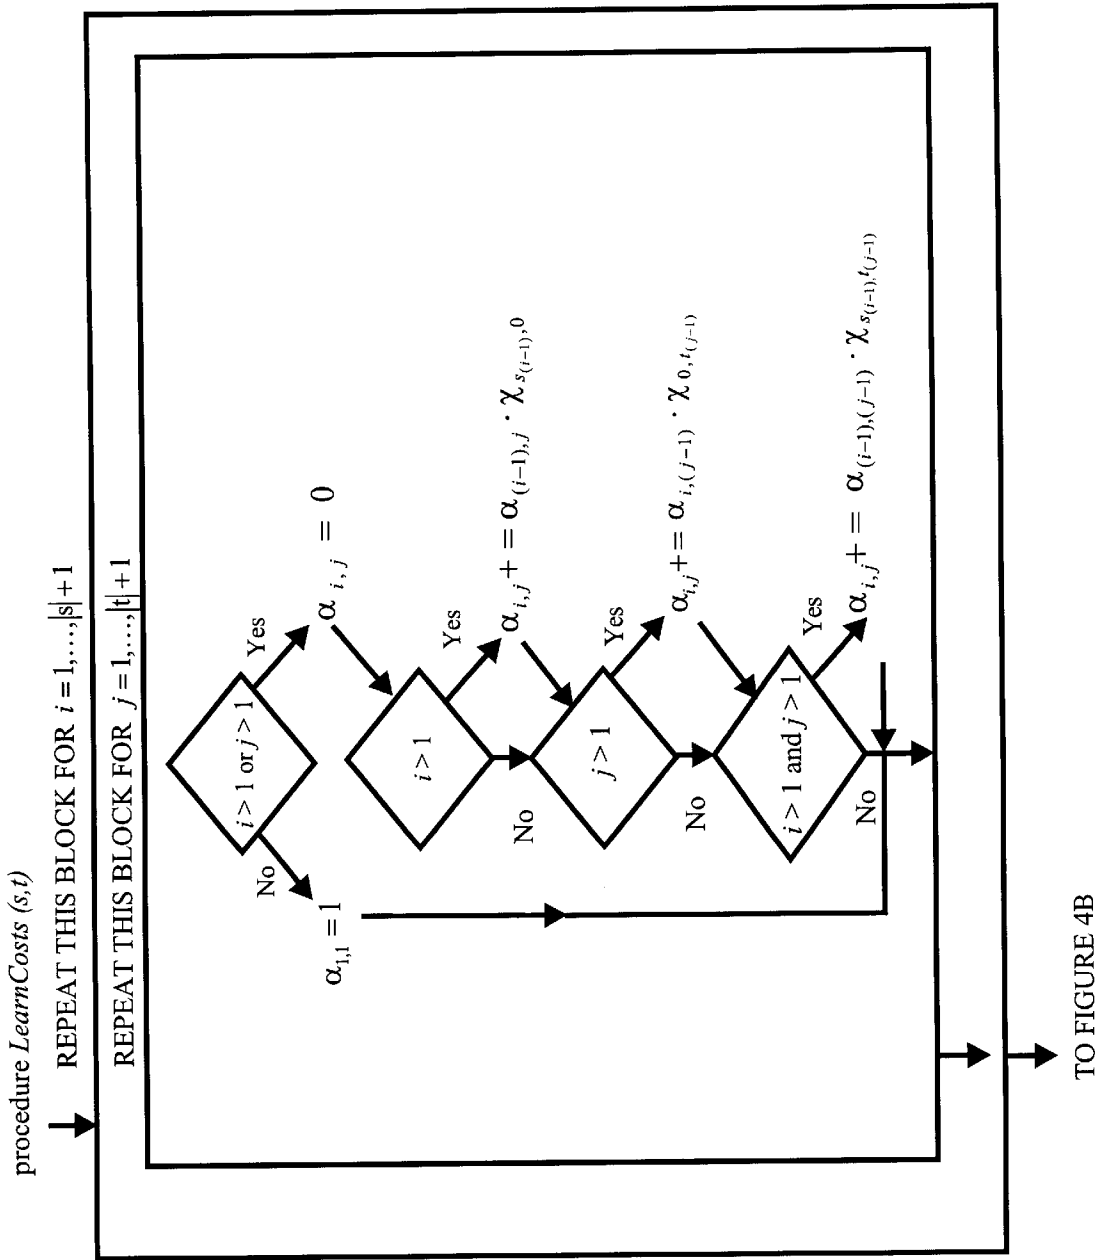 procedure LearnCosts (s,t)
REPEAT THIS BLOCK FOR i = 1,...,|s|+1
REPEAT THIS BLOCK FOR j = 1,...,|t|+1
i > 1 or j > 1
No
Yes
α_{1,1} = 1
α_{i,j} = 0
i > 1
Yes
No
α_{i,j} + = α_{(i−1),j} · χ_{s_{(i−1)},0}
j > 1
Yes
No
α_{i,j} + = α_{i,(j−1)} · χ_{0,t_{(j−1)}}
i > 1 and j > 1
Yes
No
α_{i,j} + = α_{(i−1),(j−1)} · χ_{s_{(i−1)},t_{(j−1)}}
TO FIGURE 4B